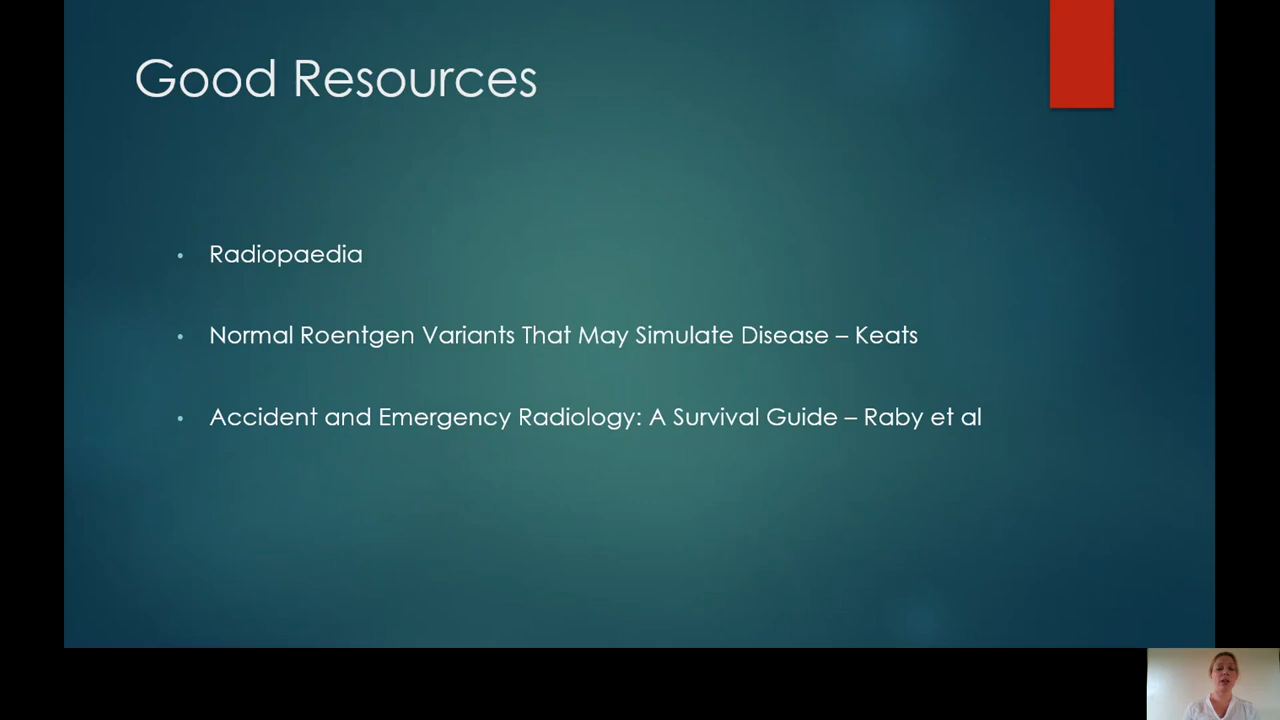 Good Resources
Radiopaedia
Normal Roentgen Variants That May Simulate Disease – Keats
Accident and Emergency Radiology: A Survival Guide – Raby et al